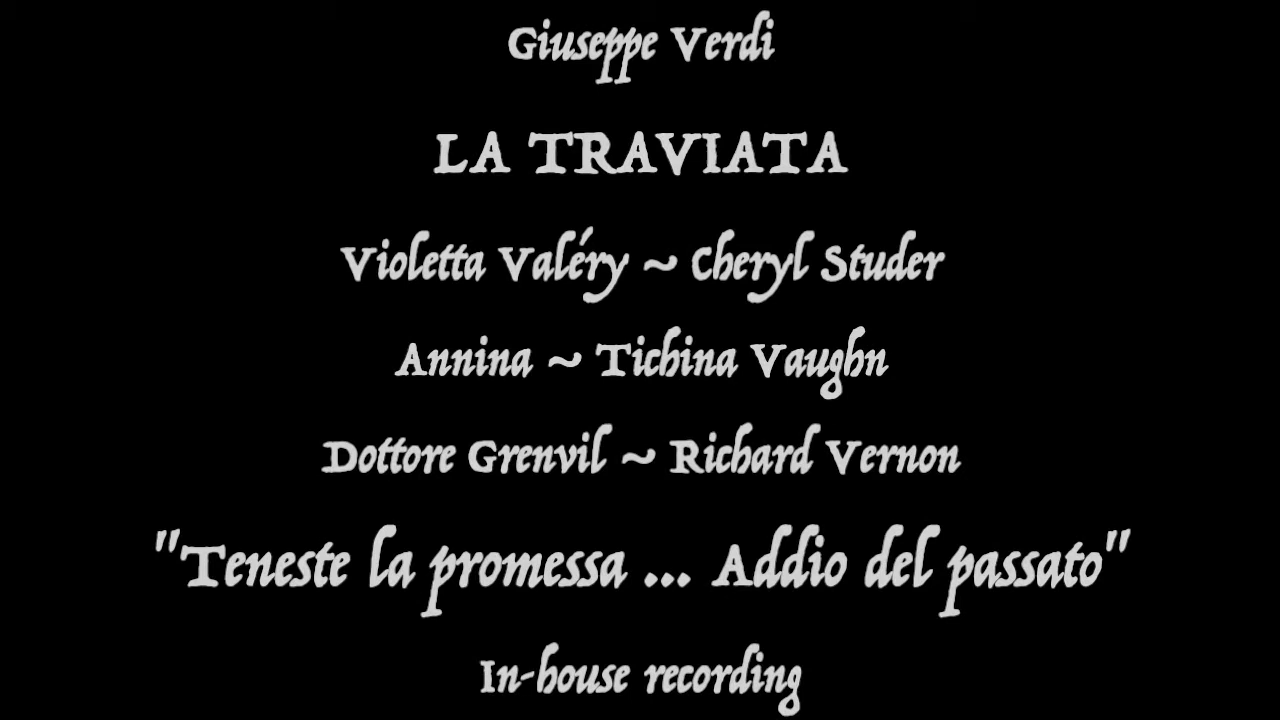 Giuseppe Verdi
LA TRAVIATA
Violetta Valéry ~ Cheryl Studer
Annina ~ Tichina Vaughn
Dottore Grenvil ~ Richard Vernon
"Teneste la promessa ... Addio del passato"
In-house recording